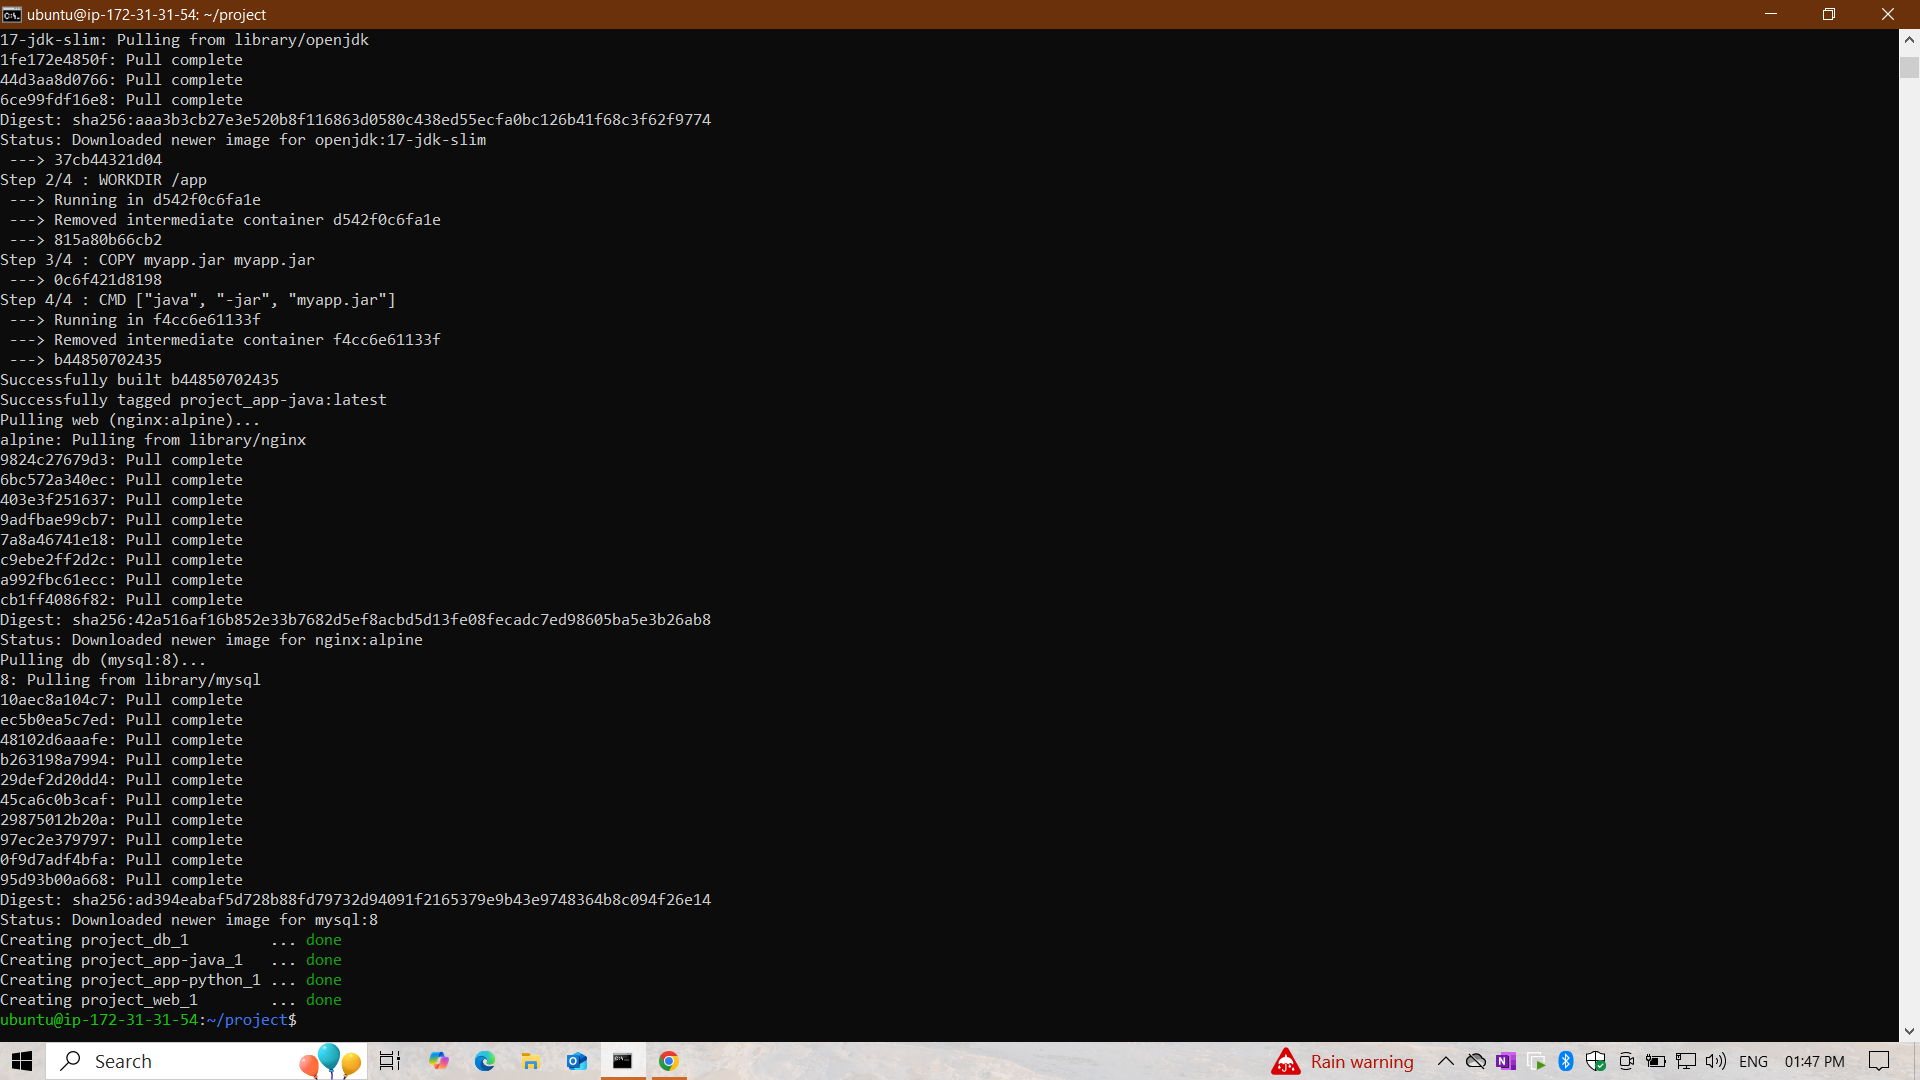 ubuntu@ip-172-31-31-54: ~/project
17-jdk-slim: Pulling from library/openjdk
1fe172e4850f: Pull complete
44d3aa8d0766: Pull complete
6ce99fdf16e8: Pull complete
Digest: sha256:aaa3b3cb27e3e520b8f116863d0580c438ed55ecfa0bc126b41f68c3f62f9774
Status: Downloaded newer image for openjdk:17-jdk-slim
 ---> 37cb44321d04
Step 2/4 : WORKDIR /app
 ---> Running in d542f0c6fa1e
 ---> Removed intermediate container d542f0c6fa1e
 ---> 815a80b66cb2
Step 3/4 : COPY myapp.jar myapp.jar
 ---> 0c6f421d8198
Step 4/4 : CMD ["java", "-jar", "myapp.jar"]
 ---> Running in f4cc6e61133f
 ---> Removed intermediate container f4cc6e61133f
 ---> b44850702435
Successfully built b44850702435
Successfully tagged project_app-java:latest
Pulling web (nginx:alpine)...
alpine: Pulling from library/nginx
9824c27679d3: Pull complete
6bc572a340ec: Pull complete
403e3f251637: Pull complete
9adfbae99cb7: Pull complete
7a8a46741e18: Pull complete
c9ebe2ff2d2c: Pull complete
a992fbc61ecc: Pull complete
cb1ff4086f82: Pull complete
Digest: sha256:42a516af16b852e33b7682d5ef8acbd5d13fe08fecadc7ed98605ba5e3b26ab8
Status: Downloaded newer image for nginx:alpine
Pulling db (mysql:8)...
8: Pulling from library/mysql
10aec8a104c7: Pull complete
ec5b0ea5c7ed: Pull complete
48102d6aaafe: Pull complete
b263198a7994: Pull complete
29def2d20dd4: Pull complete
45ca6c0b3caf: Pull complete
29875012b20a: Pull complete
97ec2e379797: Pull complete
0f9d7adf4bfa: Pull complete
95d93b00a668: Pull complete
Digest: sha256:ad394eabaf5d728b88fd79732d94091f2165379e9b43e9748364b8c094f26e14
Status: Downloaded newer image for mysql:8
Creating project_db_1         ... done
Creating project_app-java_1   ... done
Creating project_app-python_1 ... done
Creating project_web_1        ... done
ubuntu@ip-172-31-31-54:~/project$
Search
Rain warning
ENG
01:47 PM